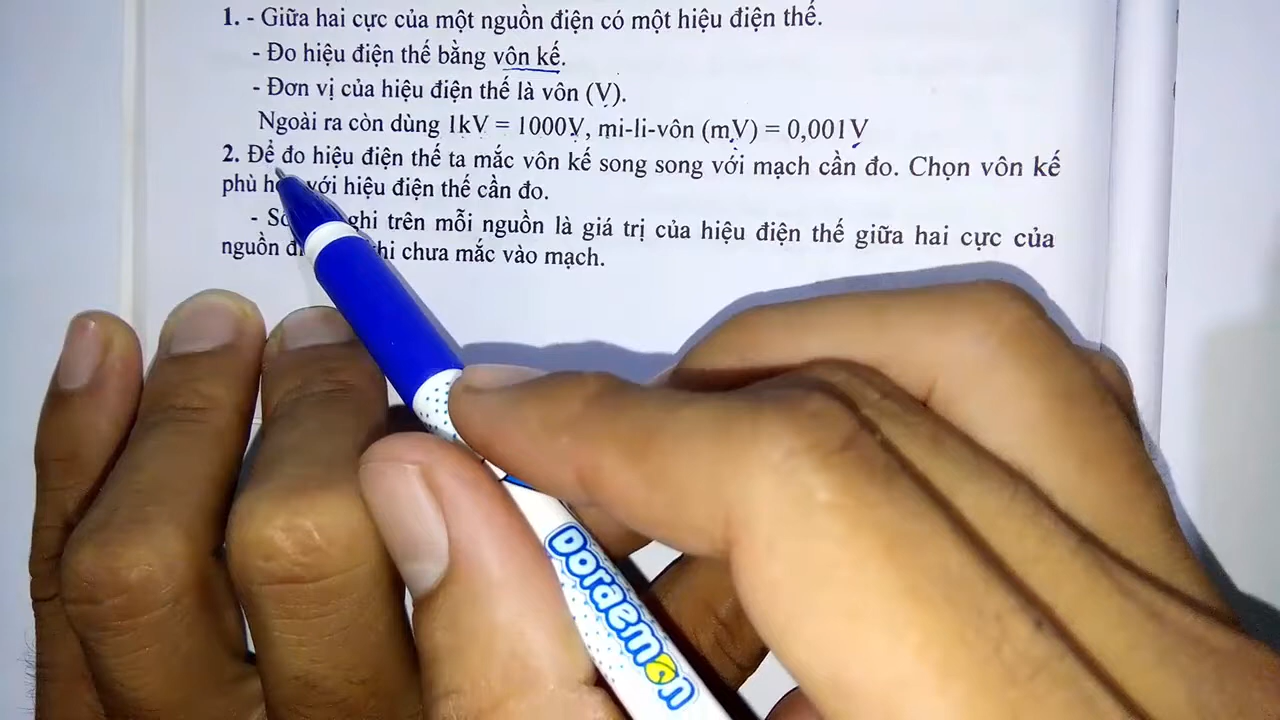 1. - Giữa hai cực của một nguồn điện có một hiệu điện thế.
- Đo hiệu điện thế bằng vôn kế.
- Đơn vị của hiệu điện thế là vôn (V).
Ngoài ra còn dùng 1kV = 1000V, mi-li-vôn (mV) = 0,001V
2. Để đo hiệu điện thế ta mắc vôn kế song song với mạch cần đo. Chọn vôn kế
phù với hiệu điện thế cần đo.
- ghi trên mỗi nguồn là giá trị của hiệu điện thế giữa hai cực của
nguồn chưa mắc vào mạch.
Doraemon